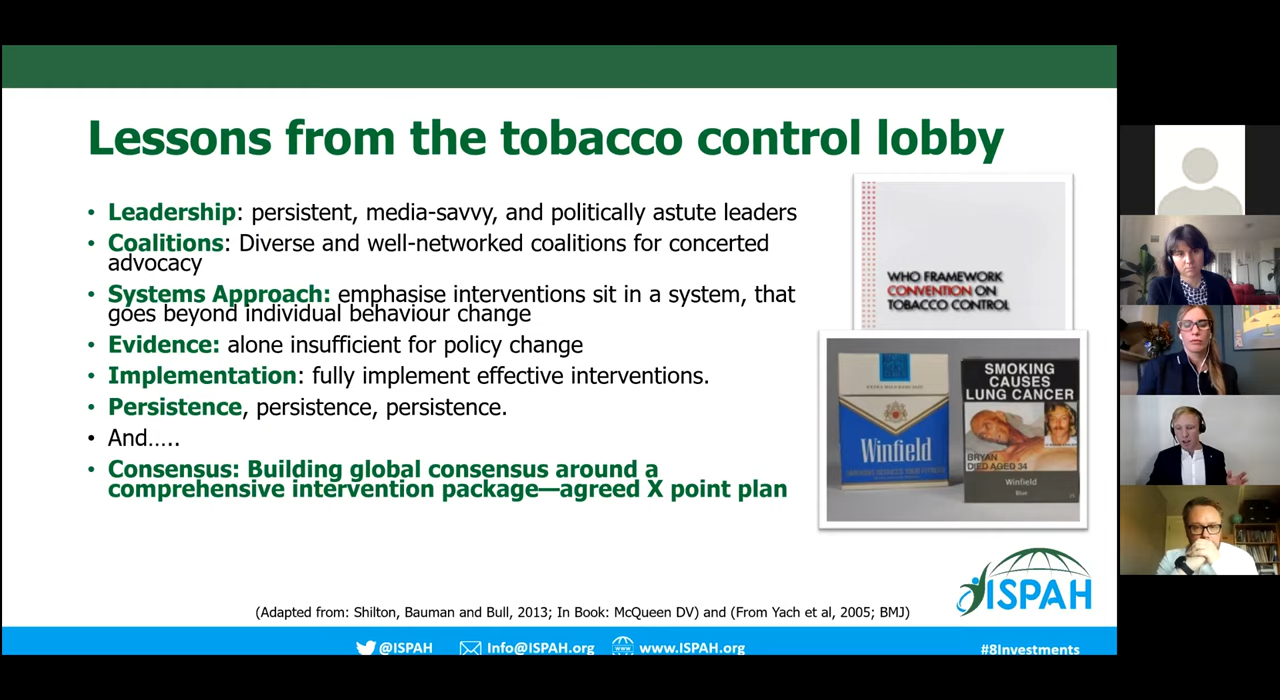 Lessons from the tobacco control lobby
• Leadership: persistent, media-savvy, and politically astute leaders
• Coalitions: Diverse and well-networked coalitions for concerted
advocacy
• Systems Approach: emphasise interventions sit in a system, that
goes beyond individual behaviour change
• Evidence: alone insufficient for policy change
• Implementation: fully implement effective interventions.
• Persistence, persistence, persistence.
• And…..
• Consensus: Building global consensus around a
comprehensive intervention package—agreed X point plan
WHO FRAMEWORK
CONVENTION ON
TOBACCO CONTROL
Winfield
SMOKING
CAUSES
LUNG CANCER
BRYAN
DIED AGED 34
Winfield
Blue
ISPAH
(Adapted from: Shilton, Bauman and Bull, 2013; In Book: McQueen DV) and (From Yach et al, 2005; BMJ)
@ISPAH Info@ISPAH.org www.ISPAH.org #8Investments